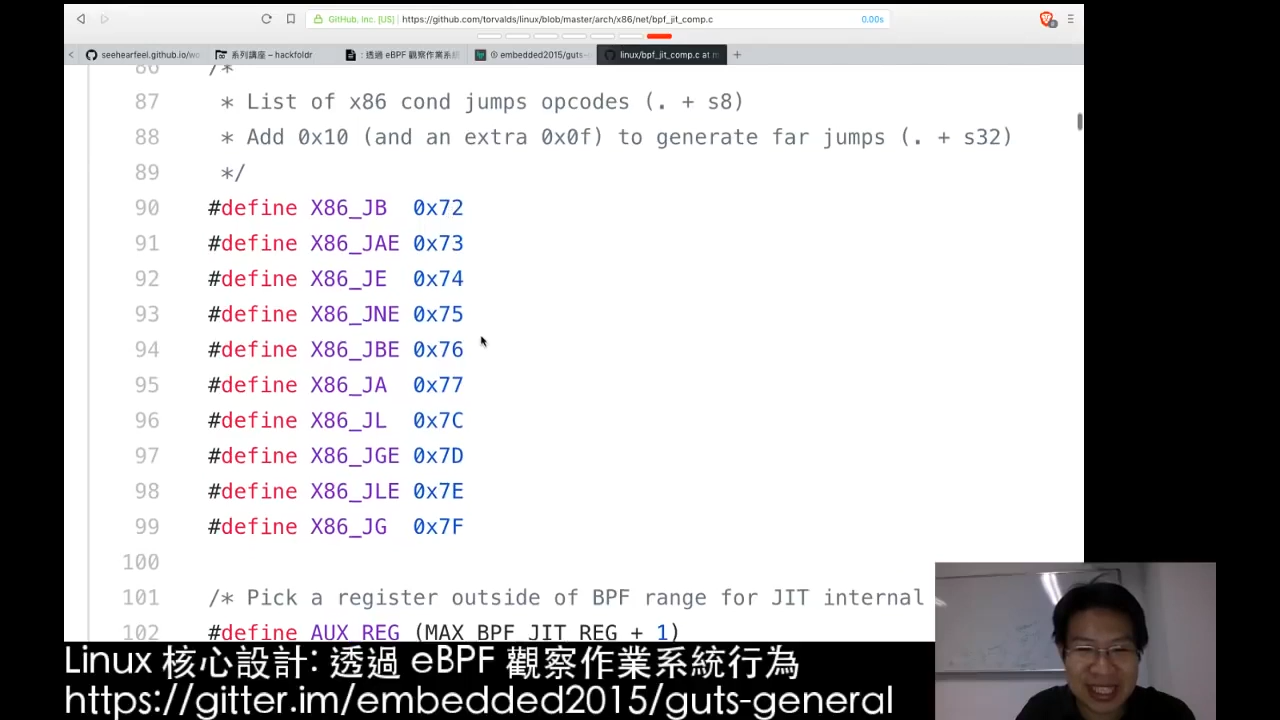 GitHub, Inc. [US] https://github.com/torvalds/linux/blob/master/arch/x86/net/bpf_jit_comp.c 0.00s
seehearfeel.github.io/wo 系列講座 – hackfoldr : 透過 eBPF 觀察作業系統 embedded2015/guts- linux/bpf_jit_comp.c at m
86 /*
87 * List of x86 cond jumps opcodes (. + s8)
88 * Add 0x10 (and an extra 0x0f) to generate far jumps (. + s32)
89 */
90 #define X86_JB 0x72
91 #define X86_JAE 0x73
92 #define X86_JE 0x74
93 #define X86_JNE 0x75
94 #define X86_JBE 0x76
95 #define X86_JA 0x77
96 #define X86_JL 0x7C
97 #define X86_JGE 0x7D
98 #define X86_JLE 0x7E
99 #define X86_JG 0x7F
100
101 /* Pick a register outside of BPF range for JIT internal
102 #define AUX_REG (MAX_BPF_JIT_REG + 1)
Linux 核心設計: 透過 eBPF 觀察作業系統行為
https://gitter.im/embedded2015/guts-general